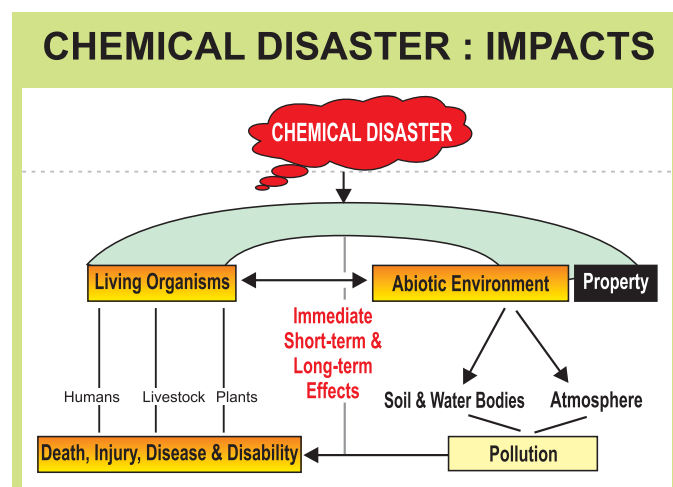 CHEMICAL DISASTER : IMPACTS
CHEMICAL DISASTER
Living Organisms
Abiotic Environment
Property
Immediate
Short-term &
Long-term
Effects
Humans
Livestock
Plants
Soil & Water Bodies
Atmosphere
Death, Injury, Disease & Disability
Pollution